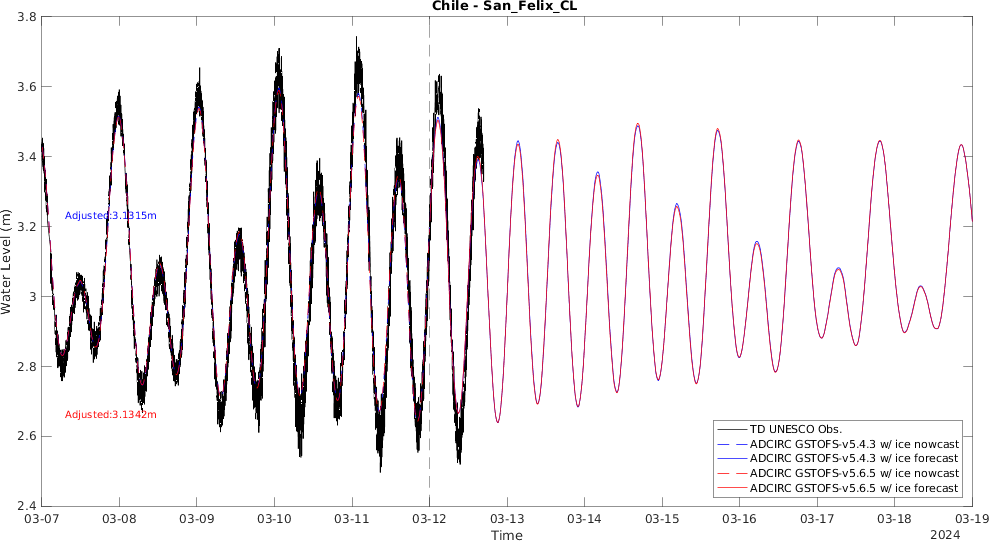 Chile - San_Felix_CL
3.8
3.6
3.4
3.2
3
2.8
2.6
2.4
Water Level (m)
Adjusted:3.1315m
Adjusted:3.1342m
TD UNESCO Obs.
ADCIRC GSTOFS-v5.4.3 w/ ice nowcast
ADCIRC GSTOFS-v5.4.3 w/ ice forecast
ADCIRC GSTOFS-v5.6.5 w/ ice nowcast
ADCIRC GSTOFS-v5.6.5 w/ ice forecast
03-07 03-08 03-09 03-10 03-11 03-12 03-13 03-14 03-15 03-16 03-17 03-18 03-19
Time
2024